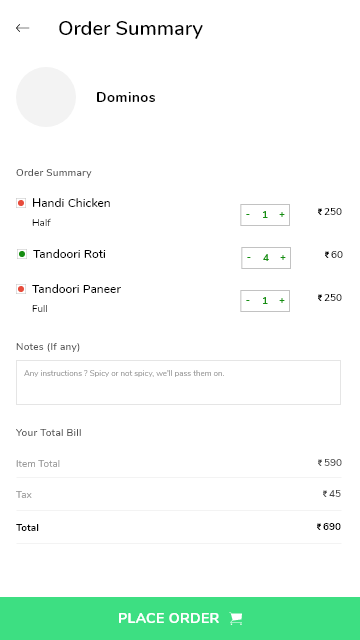 Order Summary
Dominos
Order Summary
Handi Chicken
Half
- 1 +
₹ 250
Tandoori Roti
- 4 +
₹ 60
Tandoori Paneer
Full
- 1 +
₹ 250
Notes (If any)
Any instructions ? Spicy or not spicy, we'll pass them on.
Your Total Bill
Item Total ₹ 590
Tax ₹ 45
Total ₹ 690
PLACE ORDER